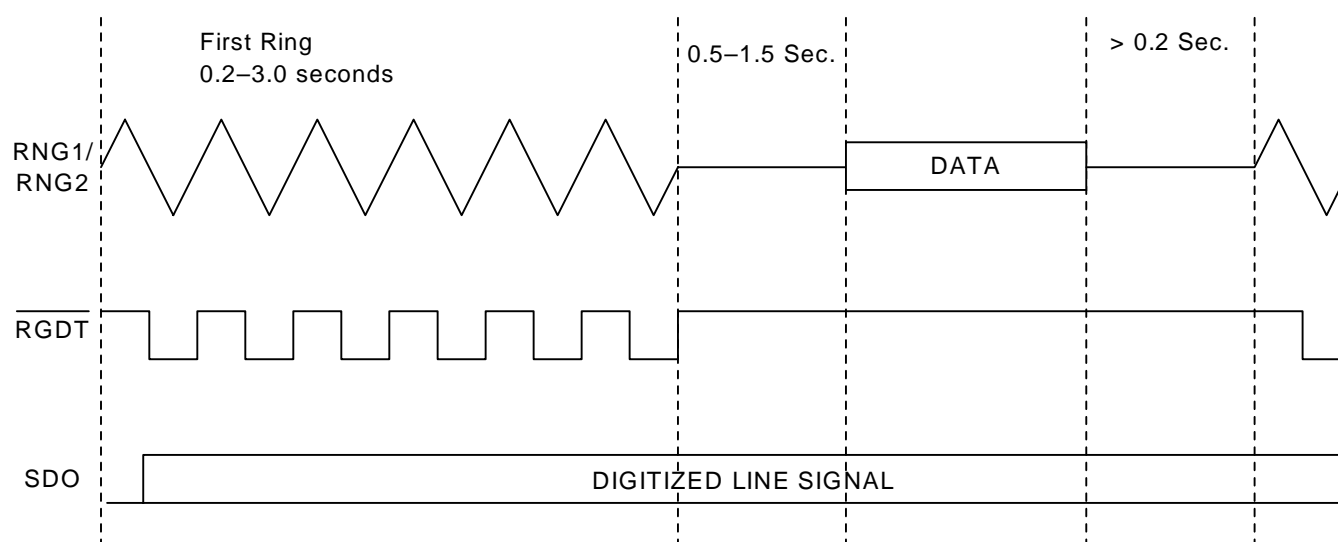 First Ring
0.2–3.0 seconds
0.5–1.5 Sec.
> 0.2 Sec.
RNG1/
RNG2
DATA
RGDT
SDO
DIGITIZED LINE SIGNAL